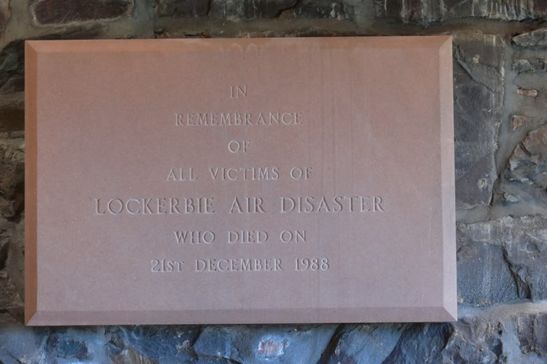 IN
REMEMBRANCE
OF
ALL VICTIMS OF
LOCKERBIE AIR DISASTER
WHO DIED ON
21ST DECEMBER 1988